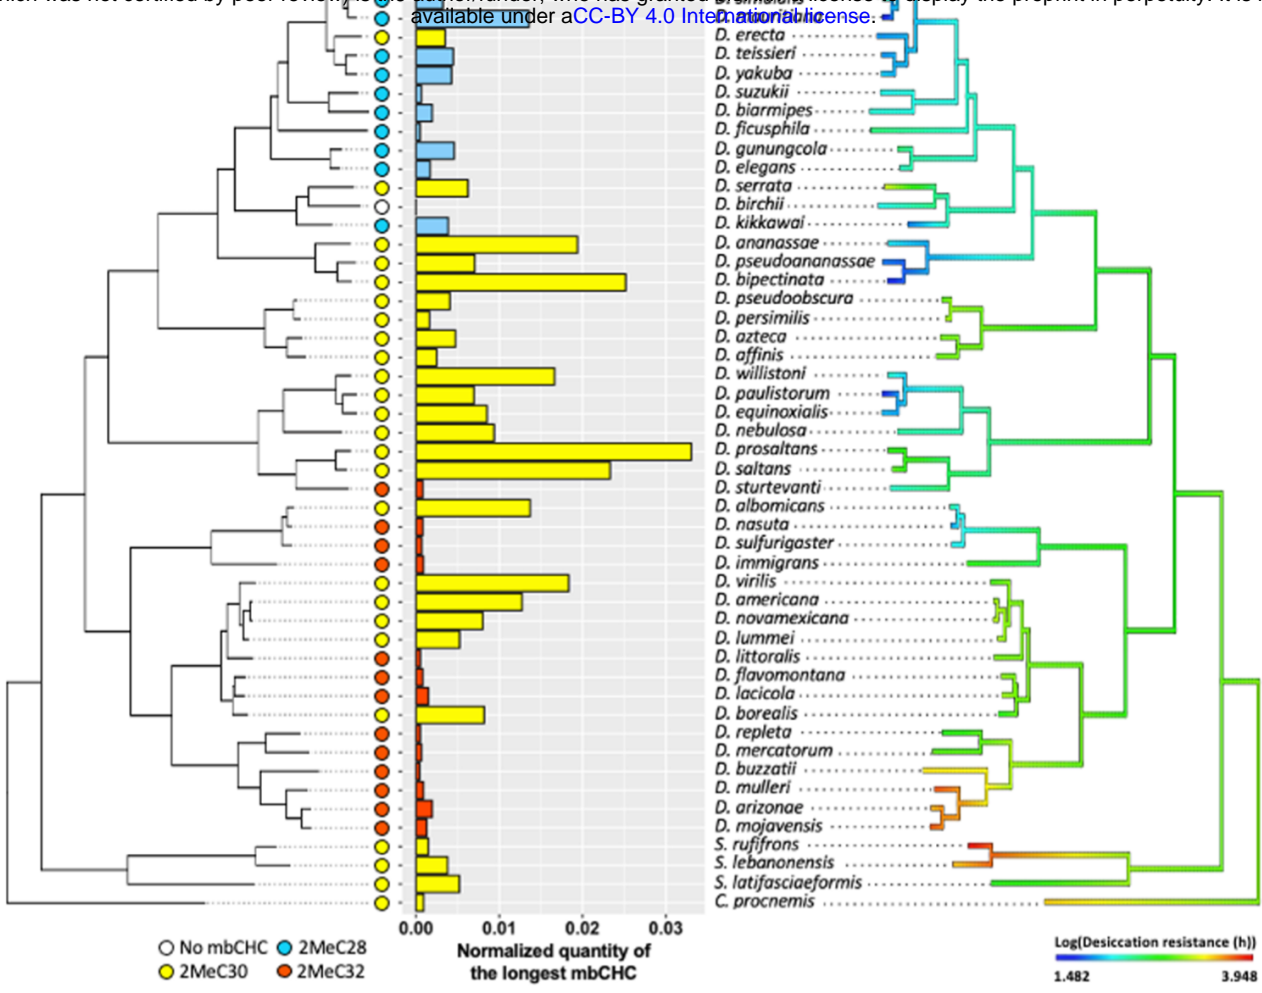 available under aCC-BY 4.0 International license.
D. mauritiana
D. erecta
D. teissieri
D. yakuba
D. suzukii
D. biarmipes
D. ficusphila
D. gunungcola
D. elegans
D. serrata
D. birchii
D. kikkawai
D. ananassae
D. pseudoananassae
D. bipectinata
D. pseudoobscura
D. persimilis
D. azteca
D. affinis
D. willistoni
D. paulistorum
D. equinoxialis
D. nebulosa
D. prosaltans
D. saltans
D. sturtevanti
D. albomicans
D. nasuta
D. sulfurigaster
D. immigrans
D. virilis
D. americana
D. novamexicana
D. lummei
D. littoralis
D. flavomontana
D. lacicola
D. borealis
D. repleta
D. mercatorum
D. buzzatii
D. mulleri
D. arizonae
D. mojavensis
S. rufifrons
S. lebanonensis
S. latifasciaeformis
C. procnemis
0.00 0.01 0.02 0.03
Normalized quantity of
the longest mbCHC
No mbCHC 2MeC28
2MeC30 2MeC32
Log(Desiccation resistance (h))
1.482 3.948